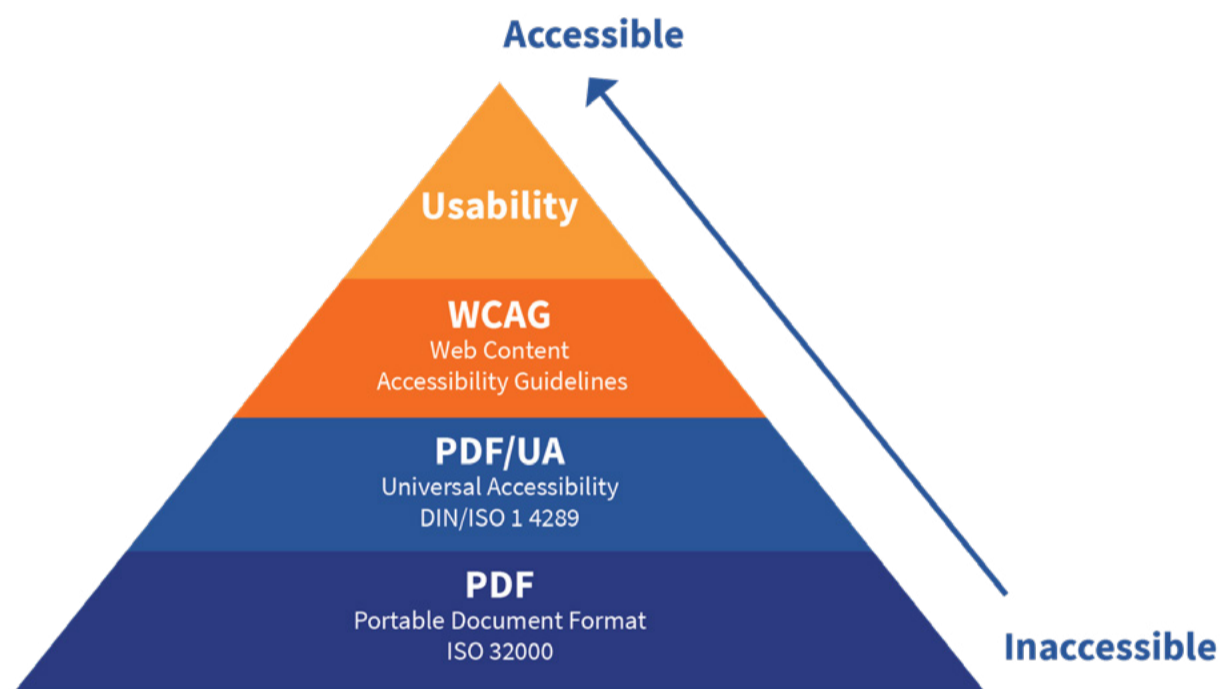 Accessible
Usability
WCAG
Web Content
Accessibility Guidelines
PDF/UA
Universal Accessibility
DIN/ISO 1 4289
PDF
Portable Document Format
ISO 32000
Inaccessible